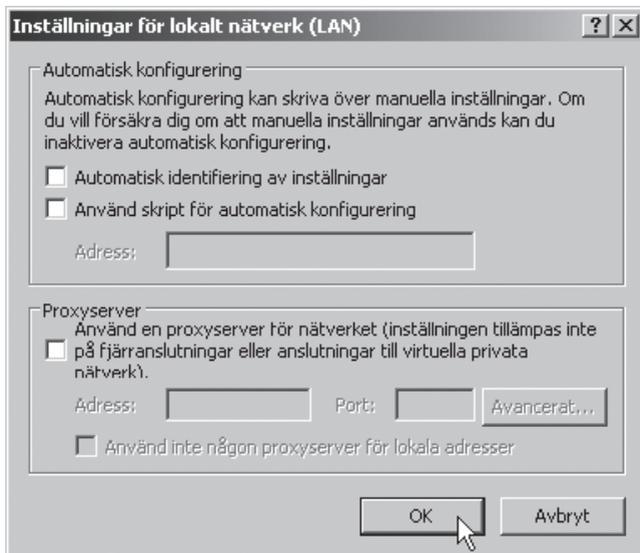 Inställningar för lokalt nätverk (LAN)
Automatisk konfigurering
Automatisk konfigurering kan skriva över manuella inställningar. Om
du vill försäkra dig om att manuella inställningar används kan du
inaktivera automatisk konfigurering.
Automatisk identifiering av inställningar
Använd skript för automatisk konfigurering
Adress:
Proxyserver
Använd en proxyserver för nätverket (inställningen tillämpas inte
på fjärranslutningar eller anslutningar till virtuella privata
nätverk).
Adress: Port: Avancerat...
Använd inte någon proxyserver för lokala adresser
OK Avbryt